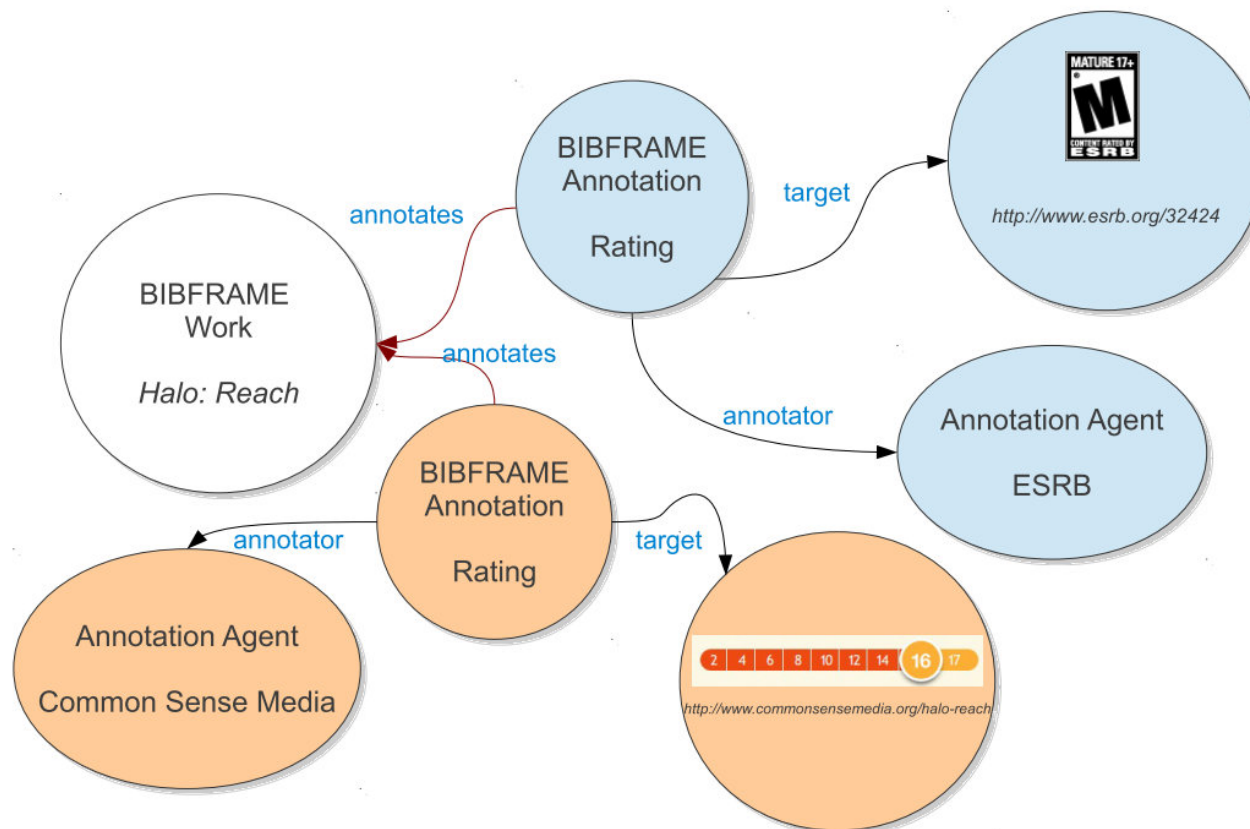 MATURE 17+
M
CONTENT RATED BY
ESRB
http://www.esrb.org/32424
BIBFRAME
Annotation
Rating
target
annotates
BIBFRAME
Work
Halo: Reach
annotates
annotator
Annotation Agent
ESRB
BIBFRAME
Annotation
Rating
annotator
target
Annotation Agent
Common Sense Media
2 4 6 8 10 12 14 16 17
http://www.commonsensemedia.org/halo-reach